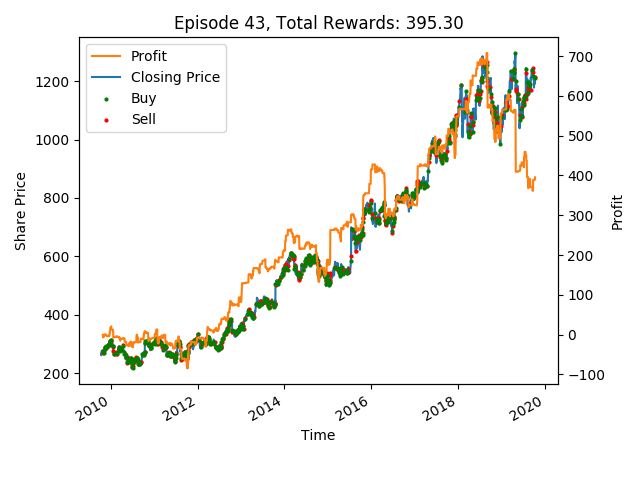 Episode 43, Total Rewards: 395.30
Profit
Closing Price
Buy
Sell
Share Price
1200
1000
800
600
400
200
700
600
500
400
300
200
100
0
−100
Profit
2010
2012
2014
2016
2018
2020
Time